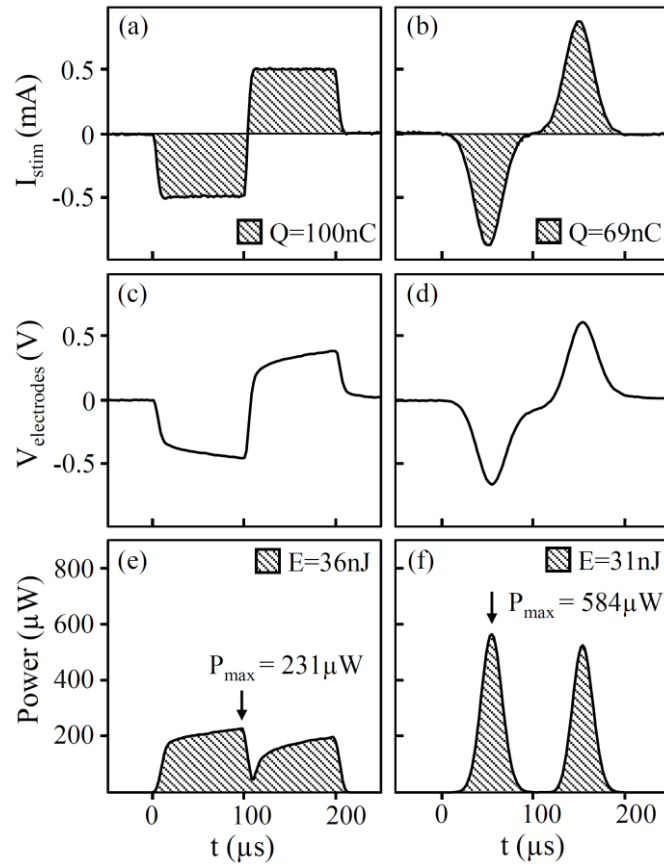 (a)
(b)
I_stim (mA)
0.5
0
-0.5
Q=100nC
Q=69nC
(c)
(d)
V_electrodes (V)
0.5
0
-0.5
(e)
E=36nJ
(f)
E=31nJ
Power (µW)
800
600
400
200
P_max = 231µW
P_max = 584µW
0
100
200
0
100
200
t (µs)
t (µs)